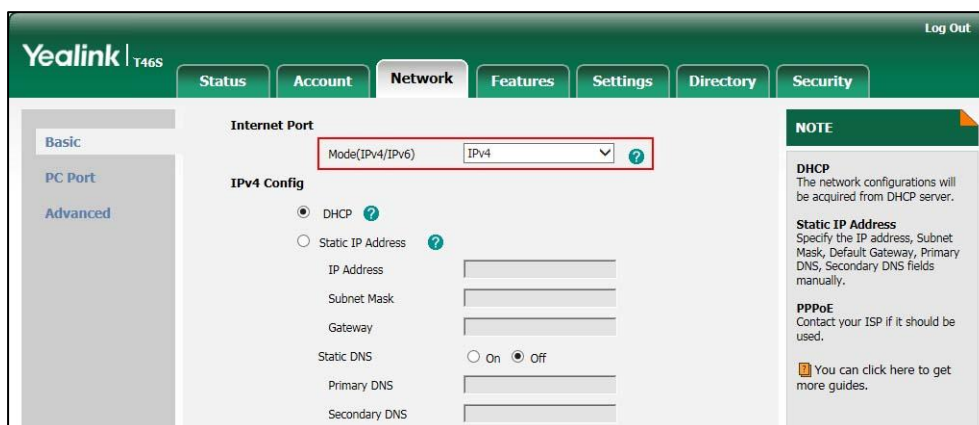 Log Out
Yealink | T46S
Status Account Network Features Settings Directory Security
Basic
PC Port
Advanced
Internet Port
Mode(IPv4/IPv6) IPv4 ?
IPv4 Config
DHCP ?
Static IP Address ?
IP Address
Subnet Mask
Gateway
Static DNS On Off
Primary DNS
Secondary DNS
NOTE
DHCP
The network configurations will
be acquired from DHCP server.
Static IP Address
Specify the IP address, Subnet
Mask, Default Gateway, Primary
DNS, Secondary DNS fields
manually.
PPPoE
Contact your ISP if it should be
used.
? You can click here to get
more guides.